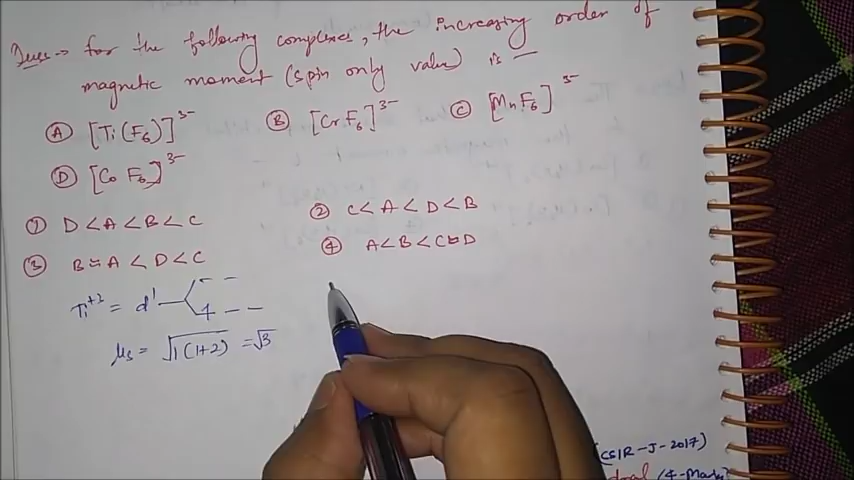 Ques -> for the following complexes, the increasing order of
magnetic moment (spin only value) is —
Ⓐ [Ti(F₆)]³⁻ Ⓑ [CrF₆]³⁻ Ⓒ [MnF₆]³⁻
Ⓓ [CoF₆]³⁻
① D < A < B < C ② C < A < D < B
③ B ≈ A < D < C ④ A < B < C ≈ D
Ti⁺³ = d¹
μs = √1(1+2) = √3
(CSIR-J-2017)
(4-Marks